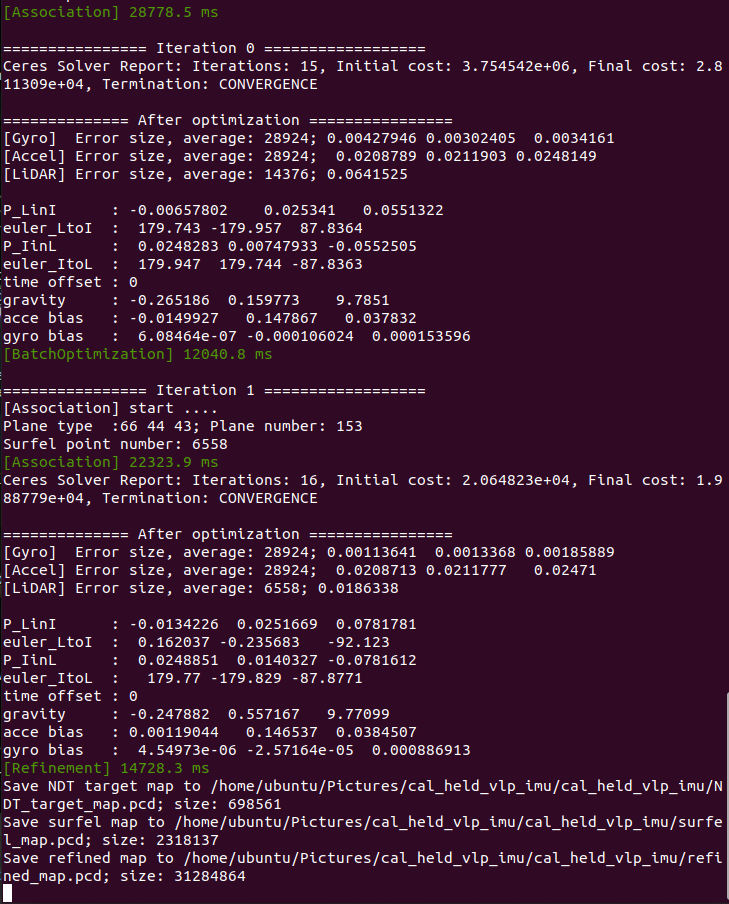 [Association] 28778.5 ms
================ Iteration 0 ==================
Ceres Solver Report: Iterations: 15, Initial cost: 3.754542e+06, Final cost: 2.8
11309e+04, Termination: CONVERGENCE
============== After optimization ================
[Gyro]  Error size, average: 28924; 0.00427946 0.00302405  0.0034161
[Accel] Error size, average: 28924;  0.0208789 0.0211903 0.0248149
[LiDAR] Error size, average: 14376; 0.0641525
P_LinI      : -0.00657802    0.025341   0.0551322
euler_LtoI  :  179.743 -179.957  87.8364
P_IinL      :  0.0248283 0.00747933 -0.0552505
euler_ItoL  :  179.947  179.744 -87.8363
time offset : 0
gravity     : -0.265186  0.159773    9.7851
acce bias   : -0.0149927   0.147867   0.037832
gyro bias   :  6.08464e-07 -0.000106024  0.000153596
[BatchOptimization] 12040.8 ms
================ Iteration 1 ==================
[Association] start ....
Plane type  :66 44 43; Plane number: 153
Surfel point number: 6558
[Association] 22323.9 ms
Ceres Solver Report: Iterations: 16, Initial cost: 2.064823e+04, Final cost: 1.9
88779e+04, Termination: CONVERGENCE
============== After optimization ================
[Gyro]  Error size, average: 28924; 0.00113641  0.0013368 0.00185889
[Accel] Error size, average: 28924;  0.0208713 0.0211777   0.02471
[LiDAR] Error size, average: 6558; 0.0186338
P_LinI      : -0.0134226  0.0251669  0.0781781
euler_LtoI  :  0.162037 -0.235683   -92.123
P_IinL      :  0.0248851  0.0140327 -0.0781612
euler_ItoL  :   179.77 -179.829 -87.8771
time offset : 0
gravity     : -0.247882  0.557167   9.77099
acce bias   : 0.00119044   0.146537  0.0384507
gyro bias   :  4.54973e-06 -2.57164e-05  0.000886913
[Refinement] 14728.3 ms
Save NDT target map to /home/ubuntu/Pictures/cal_held_vlp_imu/cal_held_vlp_imu/N
DT_target_map.pcd; size: 698561
Save surfel map to /home/ubuntu/Pictures/cal_held_vlp_imu/cal_held_vlp_imu/surfe
l_map.pcd; size: 2318137
Save refined map to /home/ubuntu/Pictures/cal_held_vlp_imu/cal_held_vlp_imu/refi
ned_map.pcd; size: 31284864